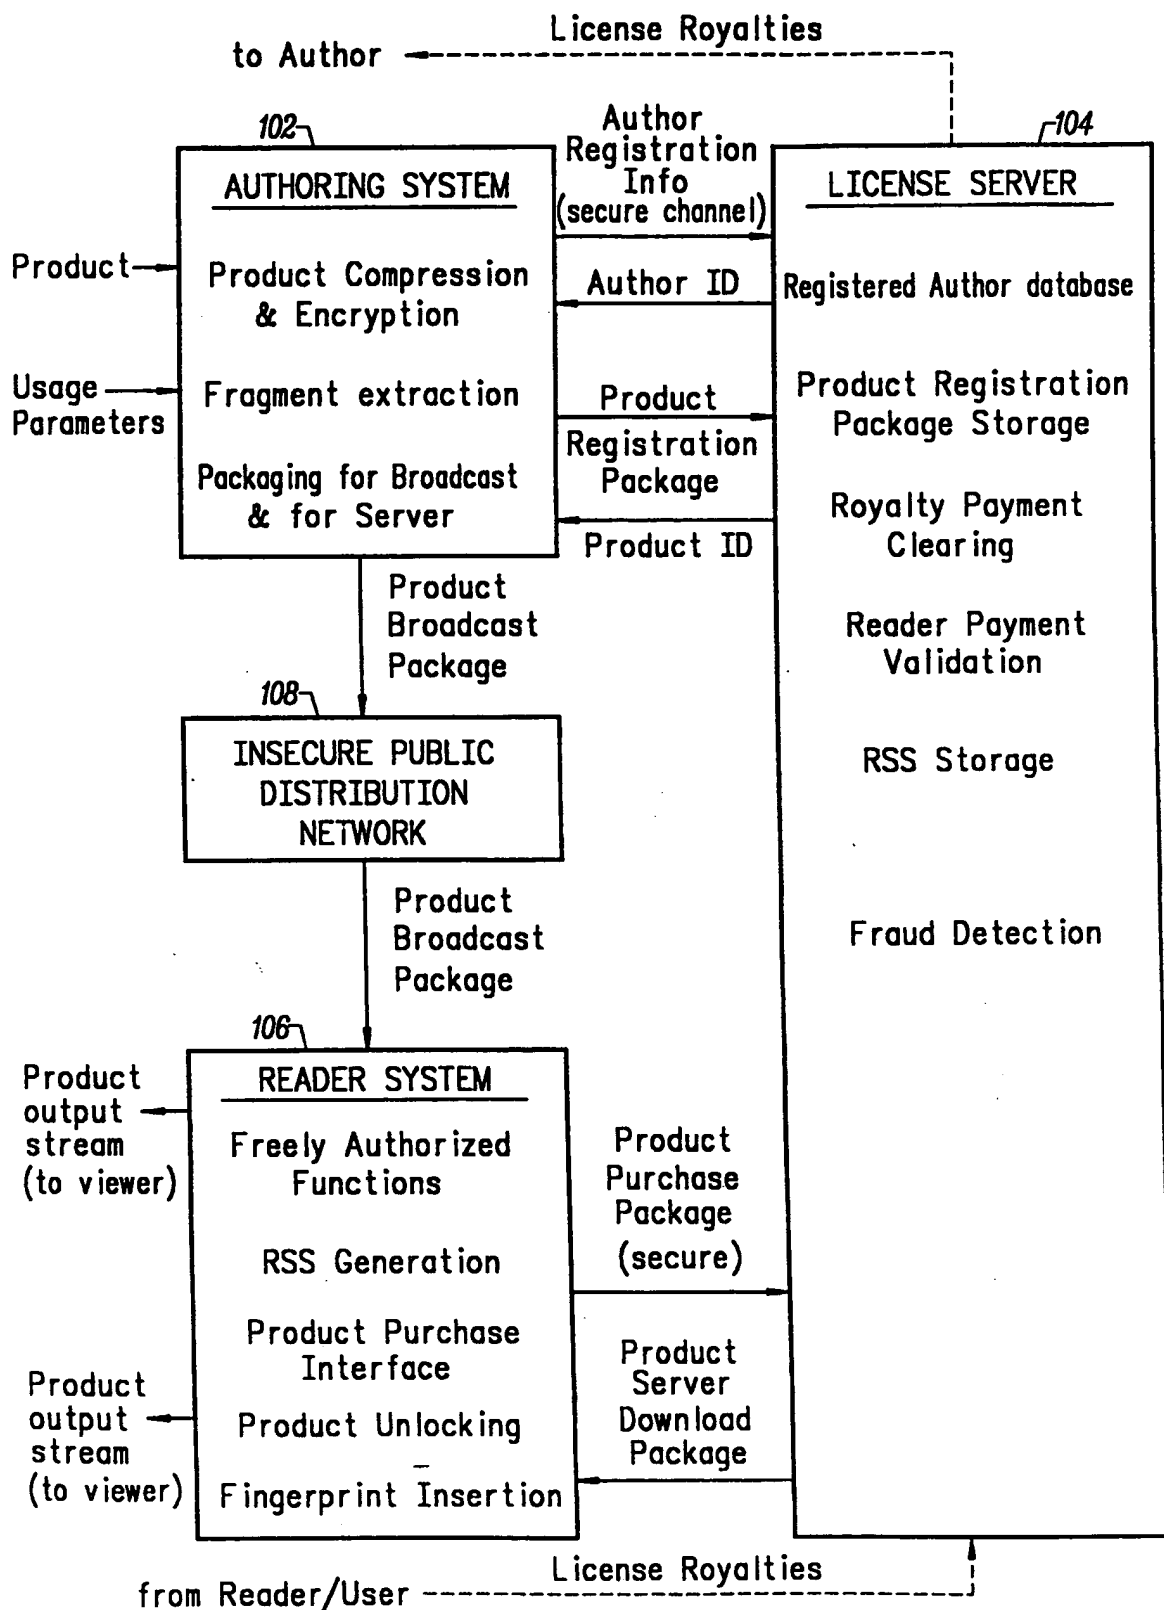 License Royalties
to Author
102
AUTHORING SYSTEM
Product Compression
& Encryption
Fragment extraction
Packaging for Broadcast
& for Server
Product
Usage
Parameters
Author
Registration
Info
(secure channel)
Author ID
Product
Registration
Package
Product ID
104
LICENSE SERVER
Registered Author database
Product Registration
Package Storage
Royalty Payment
Clearing
Reader Payment
Validation
RSS Storage
Fraud Detection
Product
Broadcast
Package
108
INSECURE PUBLIC
DISTRIBUTION
NETWORK
Product
Broadcast
Package
106
READER SYSTEM
Freely Authorized
Functions
RSS Generation
Product Purchase
Interface
Product Unlocking
Fingerprint Insertion
Product
output
stream
(to viewer)
Product
output
stream
(to viewer)
Product
Purchase
Package
(secure)
Product
Server
Download
Package
License Royalties
from Reader/User